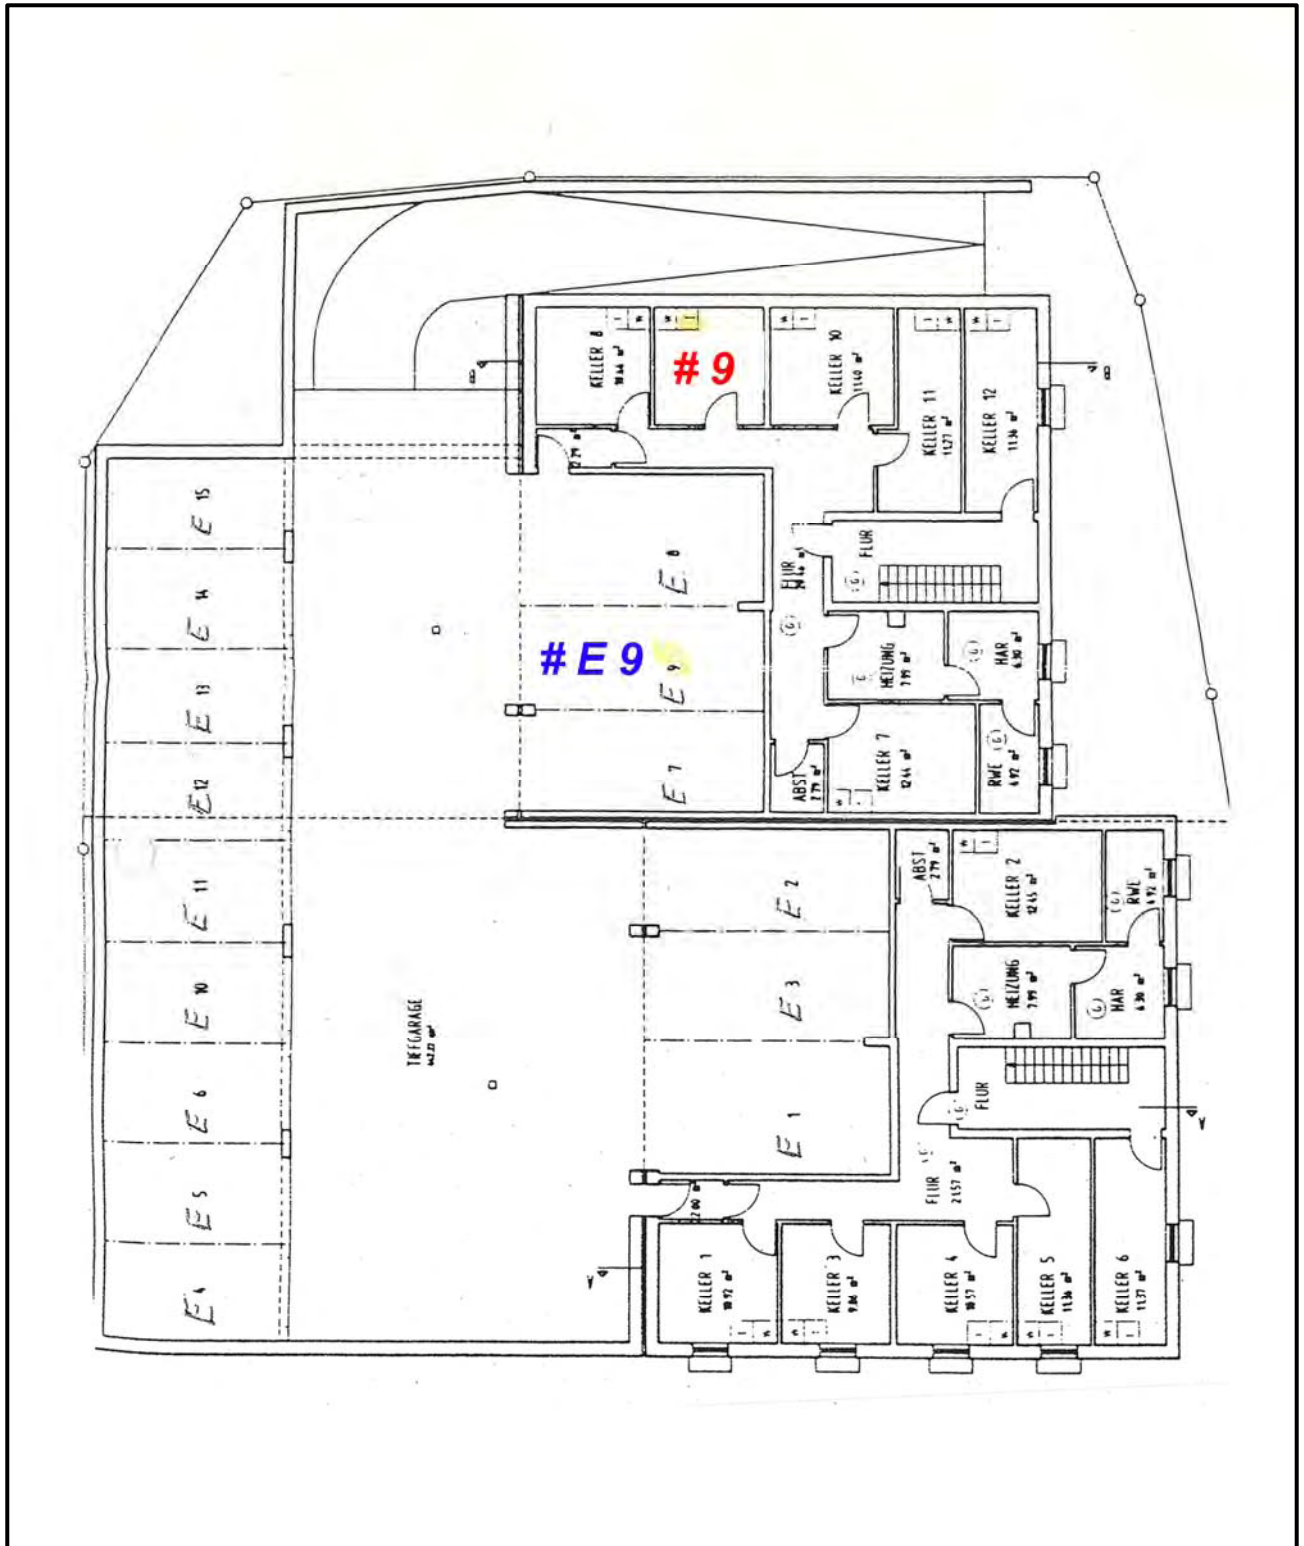 KELLER 8
10.64 m²
# 9
KELLER 10
11.40 m²
KELLER 11
11.27 m²
KELLER 12
11.36 m²
B
B
2.29 m²
E 15
E 14
E 13
E 12
E 11
E 10
E 6
E 5
E 4
E 8
# E 9
E 9
E 7
FLUR
FLUR
(G)
(G)
HEIZUNG
7.99 m²
G
HAR
6.30 m²
(G)
KELLER 7
12.44 m²
RWE (G)
4.92 m²
ABST
2.79 m²
ABST
2.79 m²
KELLER 2
12.45 m²
RWE
4.92 m²
(G)
E 2
E 3
E 1
HEIZUNG
7.99 m²
(G)
HAR
6.30 m²
(G)
TIEFGARAGE
FLUR
(G)
FLUR
21.57 m²
2.00 m²
A
A
KELLER 1
10.92 m²
KELLER 3
9.86 m²
KELLER 4
10.57 m²
KELLER 5
11.36 m²
KELLER 6
11.37 m²